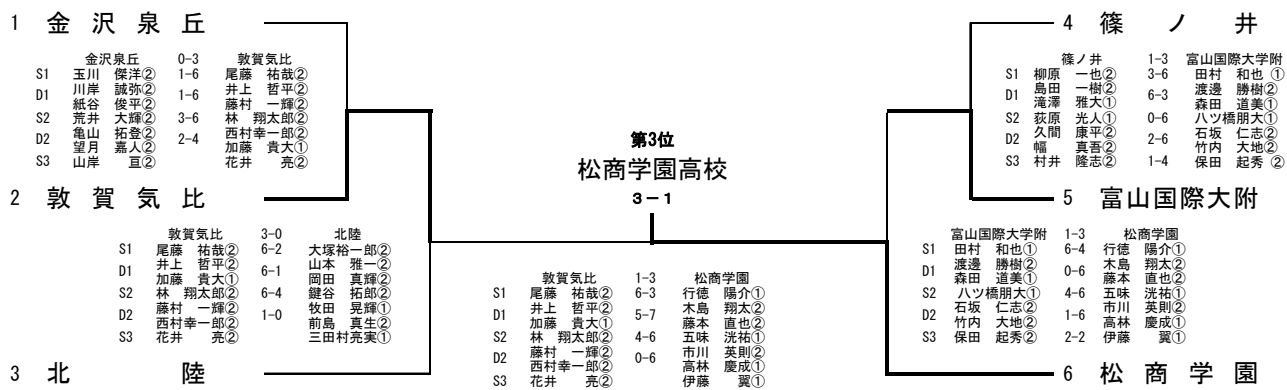 1 金沢泉丘
金沢泉丘 0-3 敦賀気比
S1 玉川 傑洋② 1-6 尾藤 祐哉②
D1 川岸 誠弥② 1-6 井上 哲平②
紙谷 俊平② 藤村 一輝②
S2 荒井 大輝② 3-6 林 翔太郎②
D2 亀山 拓登② 2-4 西村幸一郎②
望月 嘉人② 加藤 貴大①
S3 山岸 亘② 花井 亮②
2 敦賀気比
敦賀気比 3-0 北陸
S1 尾藤 祐哉② 6-2 大塚裕一郎②
D1 井上 哲平② 6-1 山本 雅一②
加藤 貴大① 岡田 真輝②
S2 林 翔太郎② 6-4 鍵谷 拓郎②
D2 藤村 一輝② 1-0 牧田 晃輝①
西村幸一郎② 前島 真生②
S3 花井 亮② 三田村亮実①
3 北陸
第3位
松商学園高校
3－1
敦賀気比 1-3 松商学園
S1 尾藤 祐哉② 6-3 行徳 陽介①
D1 井上 哲平② 5-7 木島 翔太②
加藤 貴大① 藤本 直也②
S2 林 翔太郎② 4-6 五味 洸祐①
D2 藤村 一輝② 0-6 市川 英則②
西村幸一郎② 高林 慶成①
S3 花井 亮② 伊藤 翼①
4 篠ノ井
篠ノ井 1-3 富山国際大学附
S1 柳原 一也② 3-6 田村 和也 ①
D1 島田 一樹② 6-3 渡邊 勝樹②
滝澤 雅大① 森田 道美①
S2 荻原 光人① 0-6 八ツ橋朋大①
D2 久間 康平② 2-6 石坂 仁志②
幅 真吾② 竹内 大地②
S3 村井 隆志② 1-4 保田 起秀 ②
5 富山国際大附
富山国際大学附 1-3 松商学園
S1 田村 和也① 6-4 行徳 陽介①
D1 渡邊 勝樹② 0-6 木島 翔太②
森田 道美① 藤本 直也②
S2 八ツ橋朋大① 4-6 五味 洸祐①
D2 石坂 仁志② 1-6 市川 英則②
竹内 大地② 高林 慶成①
S3 保田 起秀② 2-2 伊藤 翼①
6 松商学園